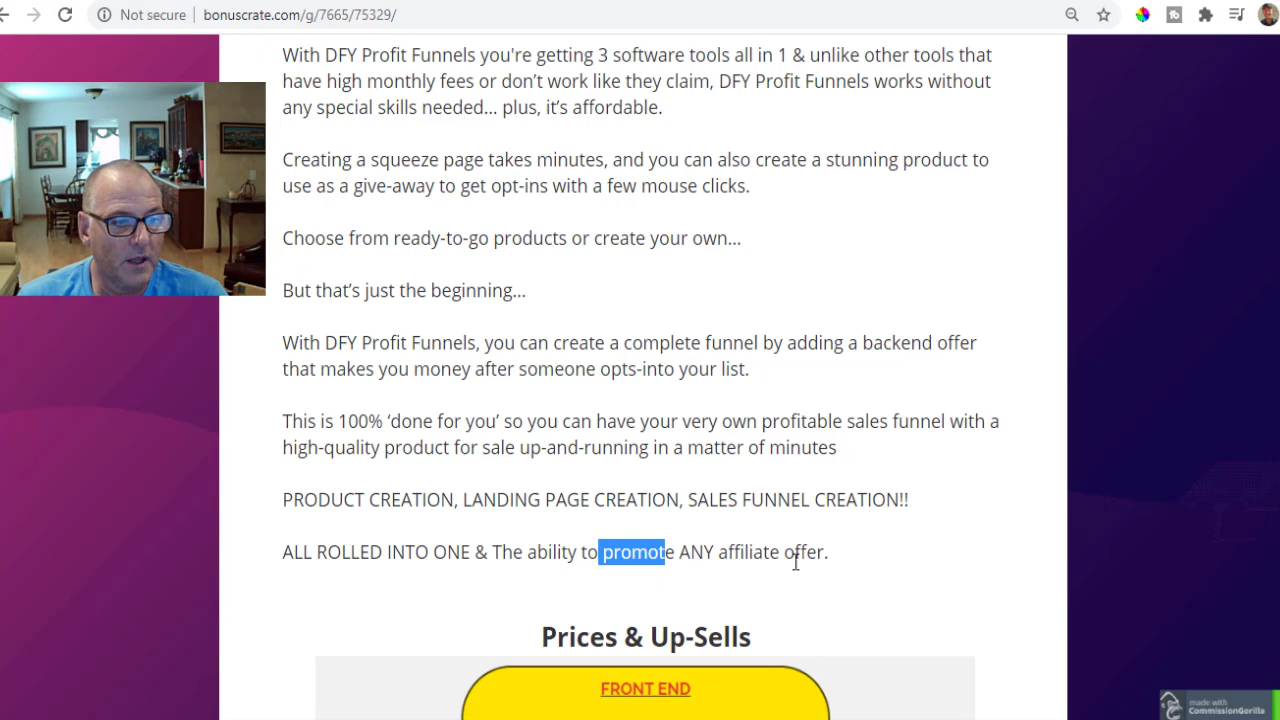 Not secure
bonuscrate.com/g/7665/75329/
With DFY Profit Funnels you're getting 3 software tools all in 1 & unlike other tools that
have high monthly fees or don’t work like they claim, DFY Profit Funnels works without
any special skills needed… plus, it’s affordable.
Creating a squeeze page takes minutes, and you can also create a stunning product to
use as a give-away to get opt-ins with a few mouse clicks.
Choose from ready-to-go products or create your own…
But that’s just the beginning…
With DFY Profit Funnels, you can create a complete funnel by adding a backend offer
that makes you money after someone opts-into your list.
This is 100% ‘done for you’ so you can have your very own profitable sales funnel with a
high-quality product for sale up-and-running in a matter of minutes
PRODUCT CREATION, LANDING PAGE CREATION, SALES FUNNEL CREATION!!
ALL ROLLED INTO ONE & The ability to promote ANY affiliate offer.
Prices & Up-Sells
FRONT END
made with
CommissionGorilla